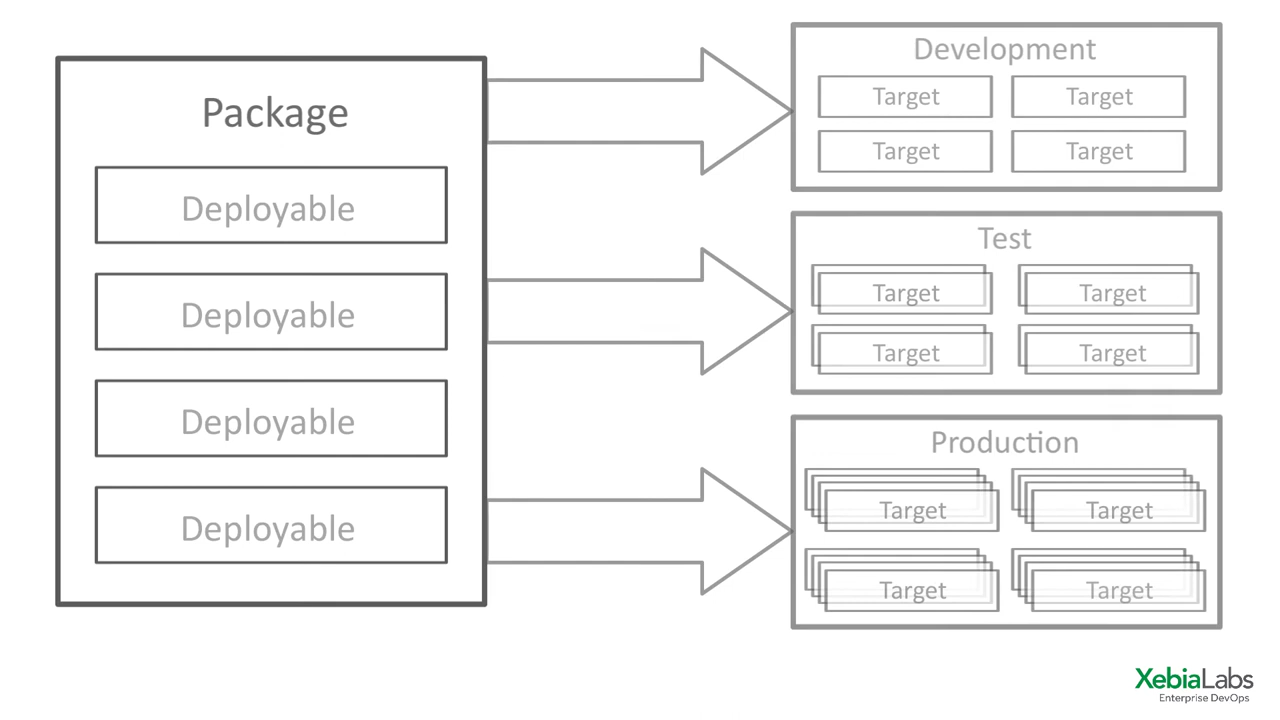 Package
Deployable
Deployable
Deployable
Deployable
Development
Target Target
Target Target
Test
Target Target
Target Target
Production
Target Target
Target Target
XebiaLabs
Enterprise DevOps